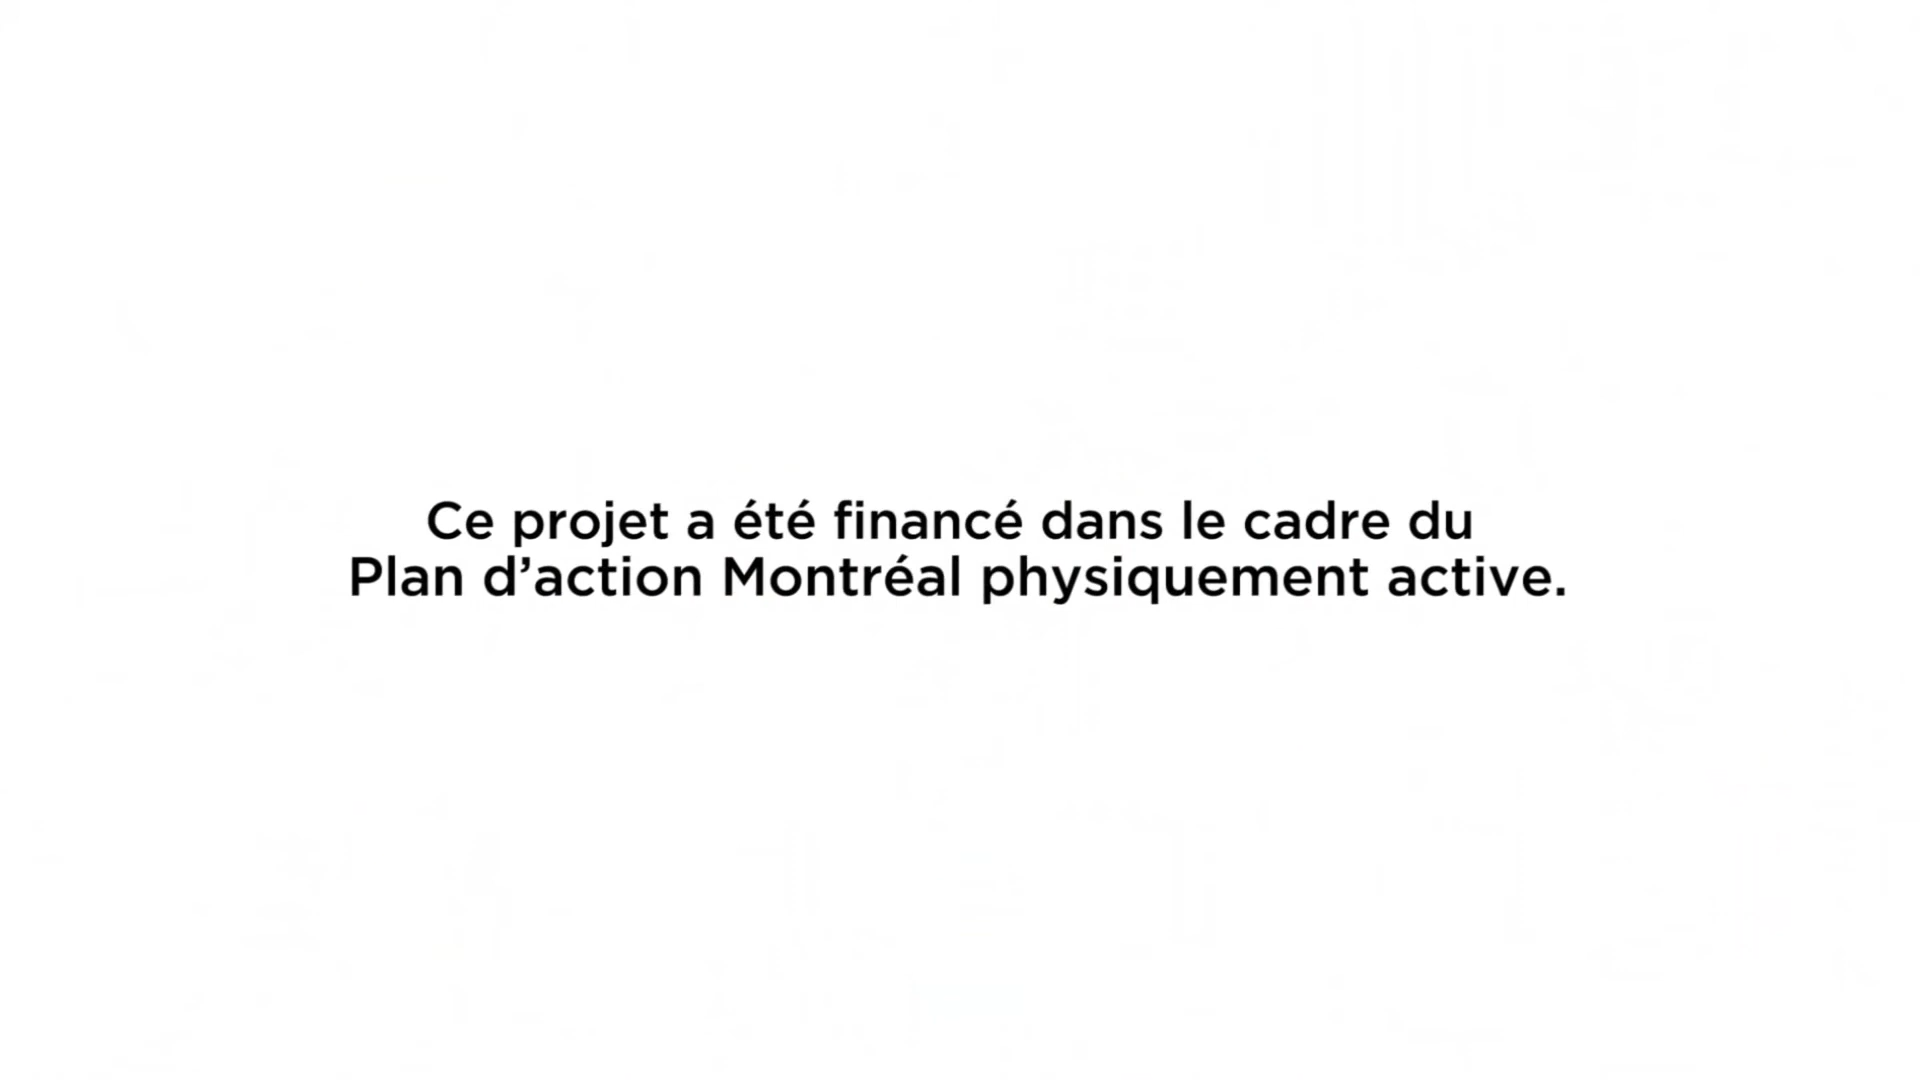 Ce projet a été financé dans le cadre du
Plan d’action Montréal physiquement active.